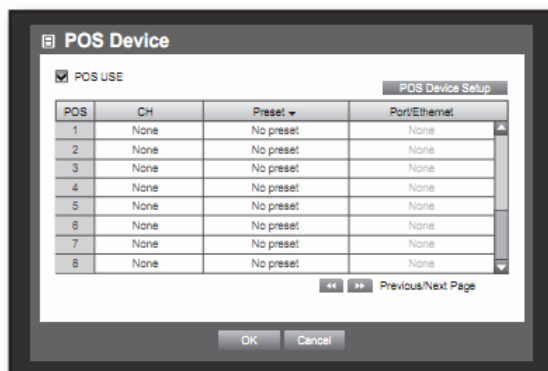 POS Device
POS USE
POS Device Setup
POS CH Preset Port/Ethernet
1 None No preset None
2 None No preset None
3 None No preset None
4 None No preset None
5 None No preset None
6 None No preset None
7 None No preset None
8 None No preset None
Previous/Next Page
OK Cancel